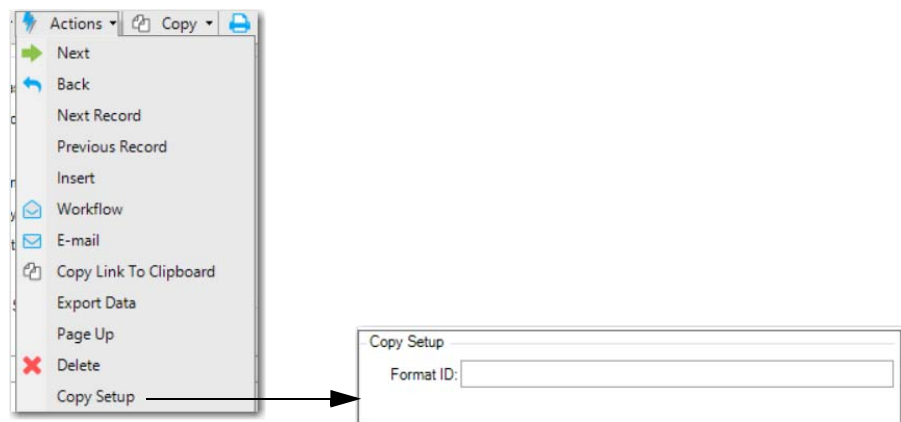 Actions Copy
Next
Back
Next Record
Previous Record
Insert
Workflow
E-mail
Copy Link To Clipboard
Export Data
Page Up
Delete
Copy Setup
Copy Setup
Format ID: